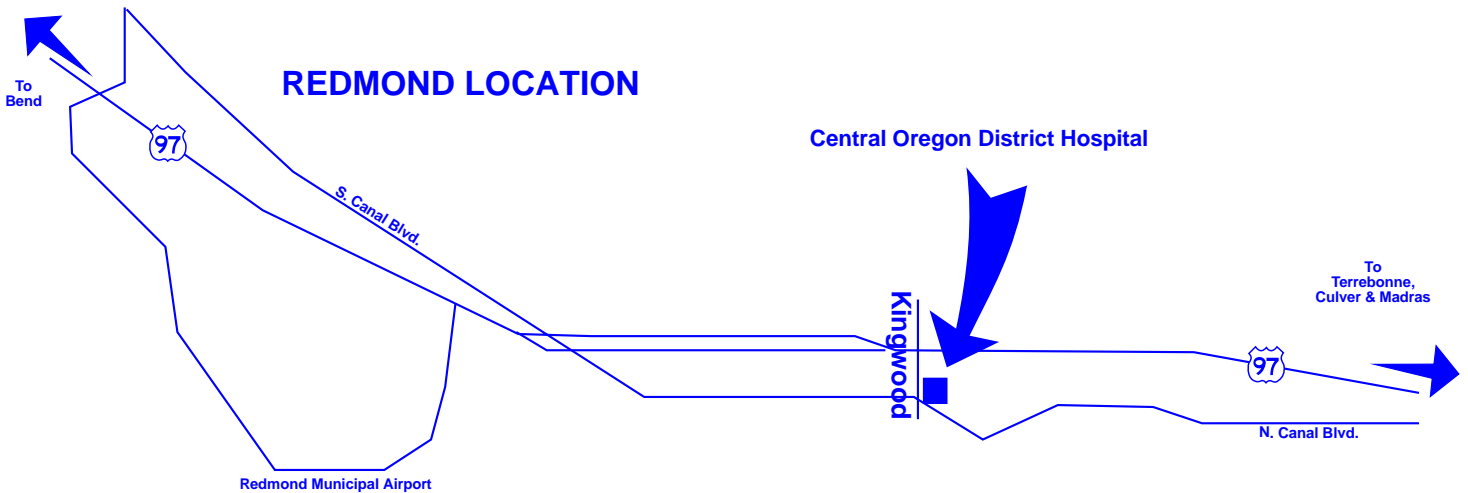 To
Bend
REDMOND LOCATION
97
Central Oregon District Hospital
S. Canal Blvd.
Kingwood
To
Terrebonne,
Culver & Madras
97
N. Canal Blvd.
Redmond Municipal Airport